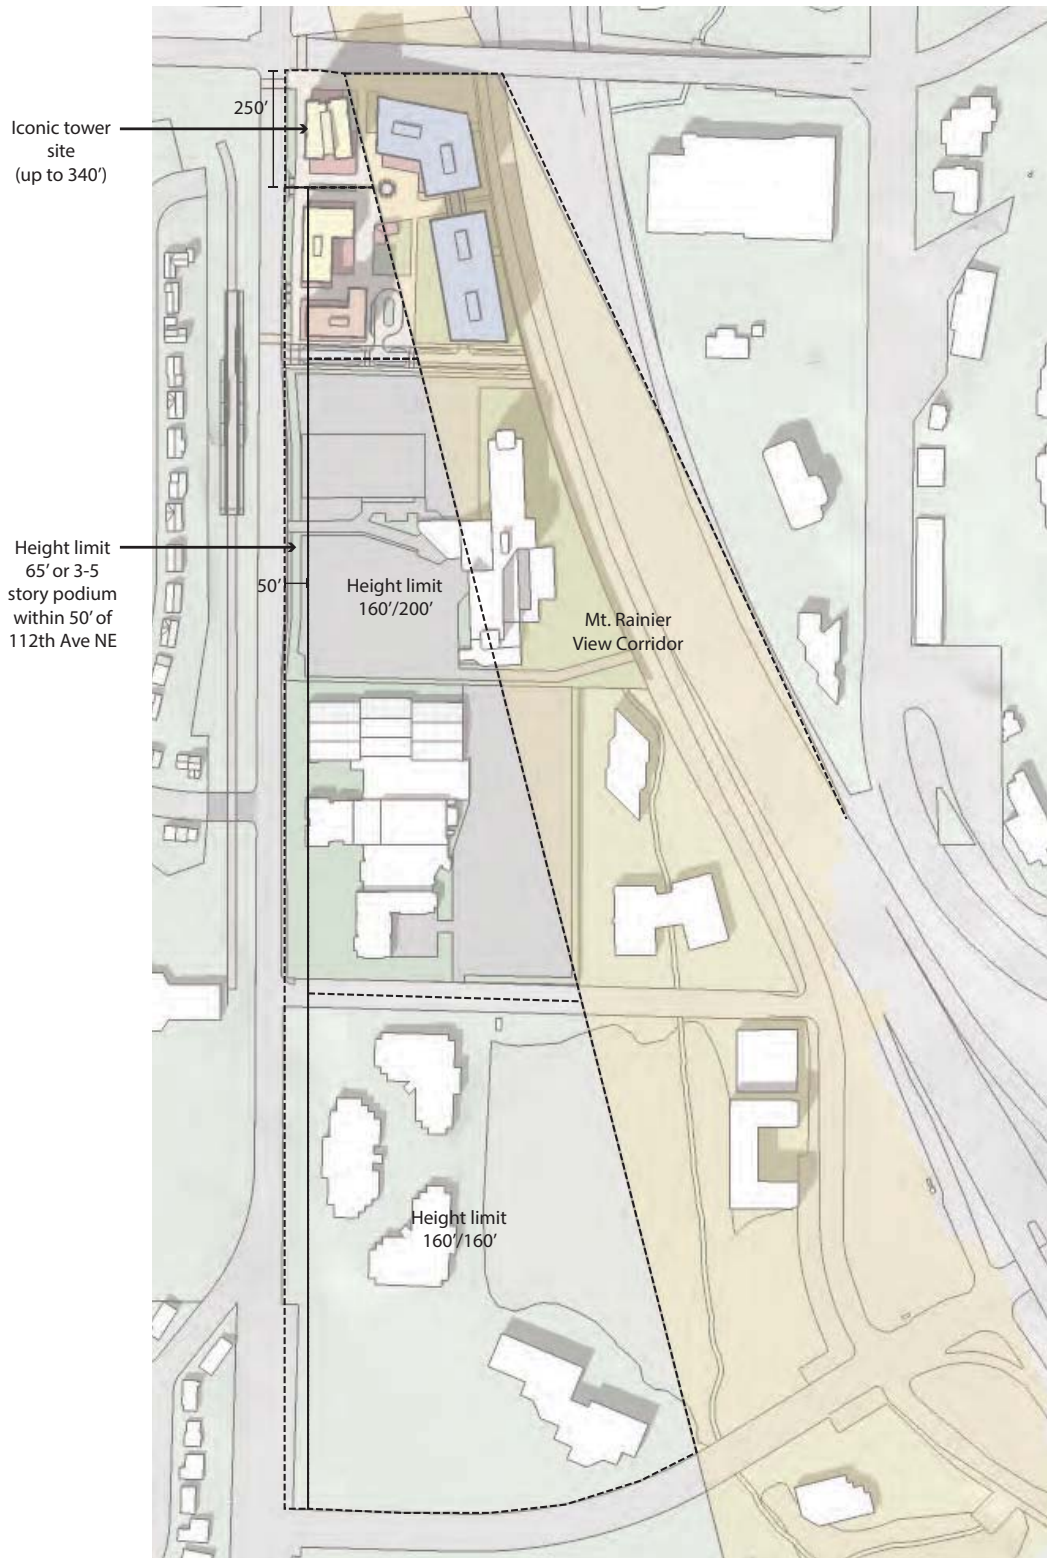 250’
Iconic tower
site
(up to 340’)
Height limit
65’ or 3-5
story podium
within 50’ of
112th Ave NE
50’
Height limit
160’/200’
Mt. Rainier
View Corridor
Height limit
160’/160’